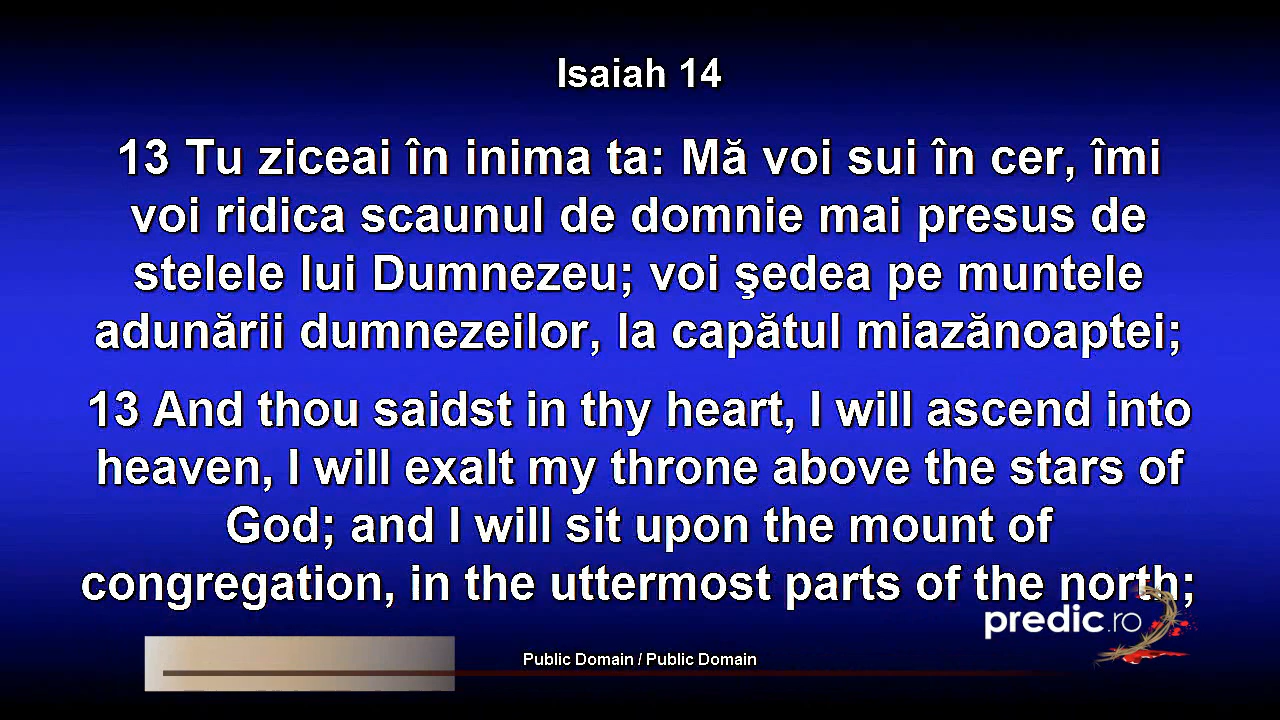 Isaiah 14
13 Tu ziceai în inima ta: Mă voi sui în cer, îmi
voi ridica scaunul de domnie mai presus de
stelele lui Dumnezeu; voi şedea pe muntele
adunării dumnezeilor, la capătul miazănoaptei;
13 And thou saidst in thy heart, I will ascend into
heaven, I will exalt my throne above the stars of
God; and I will sit upon the mount of
congregation, in the uttermost parts of the north;
predic.ro
Public Domain / Public Domain